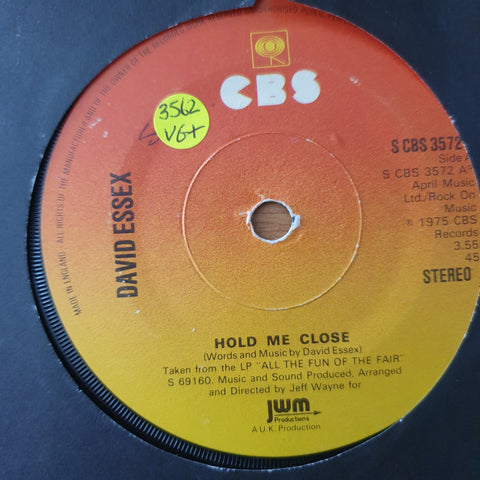 CBS
3562
VG+
DAVID ESSEX
S CBS 3572
Side A
S CBS 3572 A
April Music
Ltd./Rock On
Music
℗ 1975 CBS
Records
3.56
45
STEREO
HOLD ME CLOSE
(Words and Music by David Essex)
Taken from the LP "ALL THE FUN OF THE FAIR"
S 69160. Music and Sound Produced, Arranged
and Directed by Jeff Wayne for
jwm
Productions
A U.K. Production
MADE IN ENGLAND · ALL RIGHTS OF THE MANUFACTURER AND OF THE OWNER OF THE RECORDED WORK